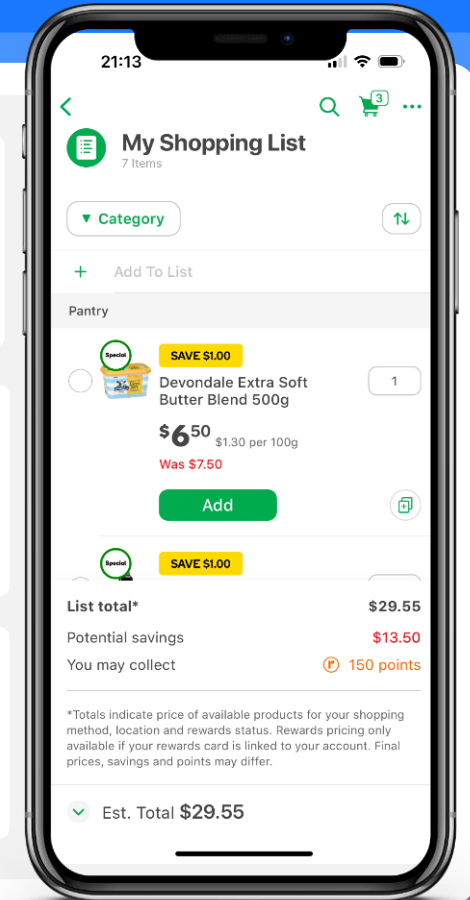 21:13
3
My Shopping List
7 Items
▼ Category
+ Add To List
Pantry
Special
SAVE $1.00
Devondale Extra Soft
Butter Blend 500g
1
$6.50 $1.30 per 100g
Was $7.50
Add
Special
SAVE $1.00
List total* $29.55
Potential savings $13.50
You may collect 150 points
*Totals indicate price of available products for your shopping
method, location and rewards status. Rewards pricing only
available if your rewards card is linked to your account. Final
prices, savings and points may differ.
Est. Total $29.55